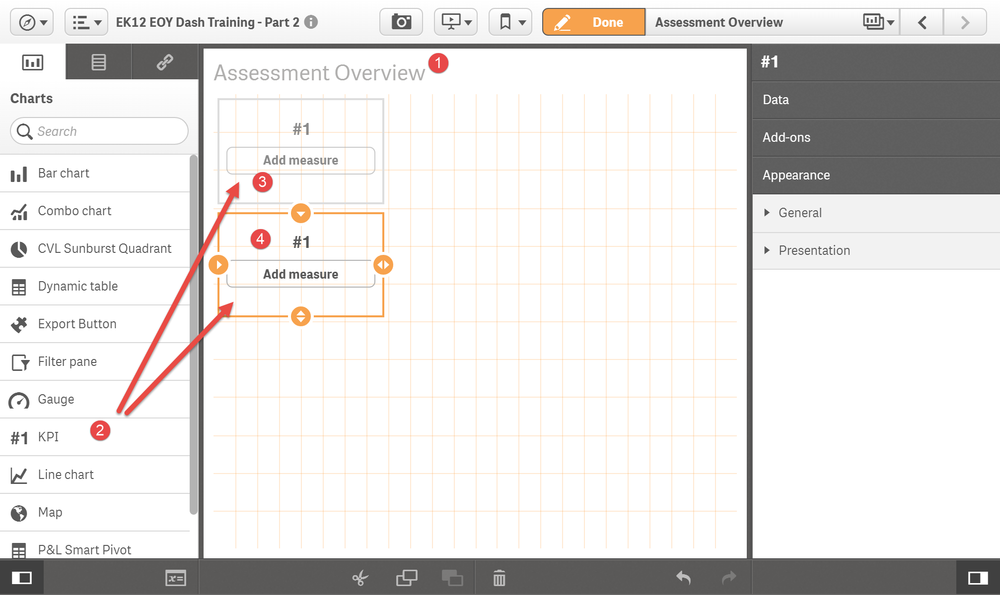 EK12 EOY Dash Training - Part 2
Done
Assessment Overview
Charts
Search
Bar chart
Combo chart
CVL Sunburst Quadrant
Dynamic table
Export Button
Filter pane
Gauge
#1 KPI
2
Line chart
Map
P&L Smart Pivot
x=
Assessment Overview
1
#1
Add measure
3
4
#1
Add measure
#1
Data
Add-ons
Appearance
General
Presentation